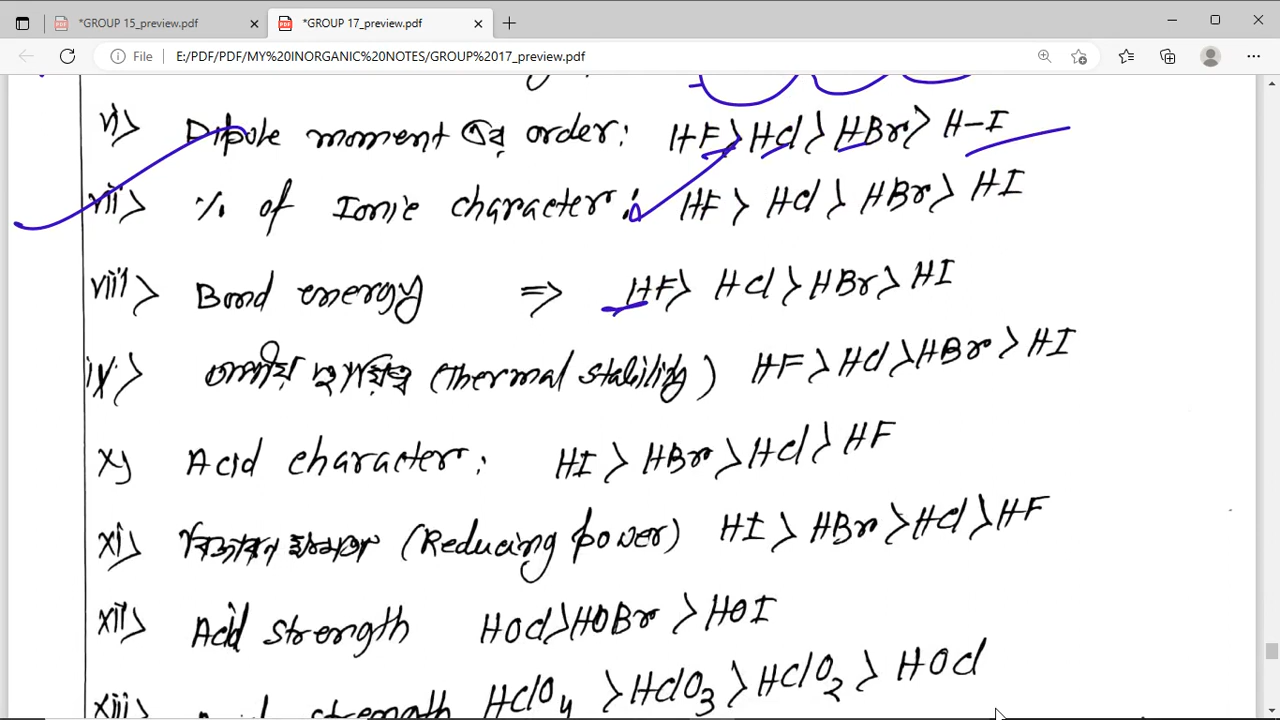 *GROUP 15_preview.pdf
*GROUP 17_preview.pdf
File E:/PDF/PDF/MY%20INORGANIC%20NOTES/GROUP%2017_preview.pdf
vi> Dipole moment এর order: HF > HCl > HBr > H-I
vii> % of Ionic character: HF > HCl > HBr > HI
viii> Bond energy => HF > HCl > HBr > HI
ix> তাপীয় (thermal stability) HF > HCl > HBr > HI
x> Acid character: HI > HBr > HCl > HF
xi> বিজারণ ক্ষমতা (Reducing power) HI > HBr > HCl > HF
xii> Acid strength HOCl > HOBr > HOI
xiii> strength HClO4 > HClO3 > HClO2 > HOCl